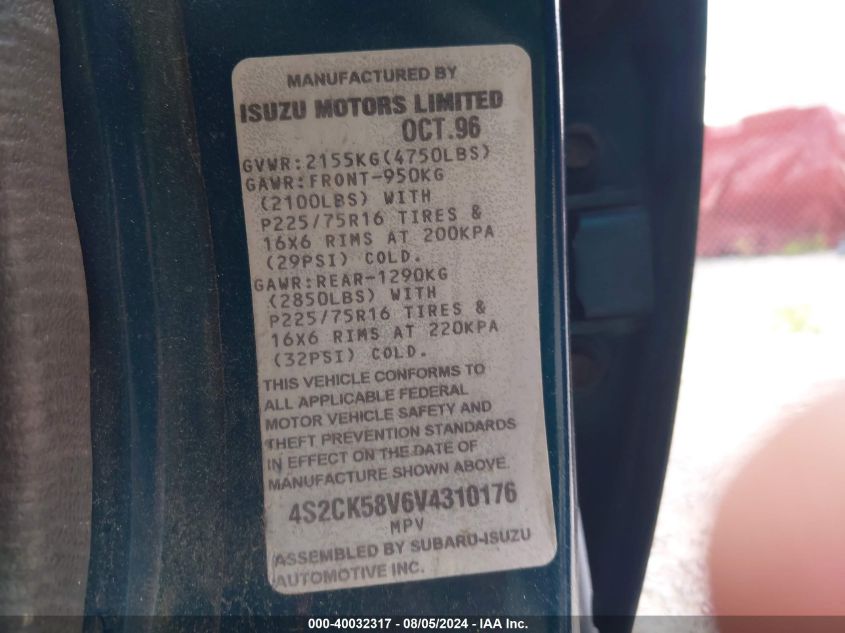 MANUFACTURED BY
ISUZU MOTORS LIMITED
OCT.96
GVWR:2155KG(4750LBS)
GAWR:FRONT-950KG
(2100LBS) WITH
P225/75R16 TIRES &
16X6 RIMS AT 200KPA
(29PSI) COLD.
GAWR:REAR-1290KG
(2850LBS) WITH
P225/75R16 TIRES &
16X6 RIMS AT 220KPA
(32PSI) COLD.
THIS VEHICLE CONFORMS TO
ALL APPLICABLE FEDERAL
MOTOR VEHICLE SAFETY AND
THEFT PREVENTION STANDARDS
IN EFFECT ON THE DATE OF
MANUFACTURE SHOWN ABOVE.
4S2CK58V6V4310176
MPV
ASSEMBLED BY SUBARU-ISUZU
AUTOMOTIVE INC.
000-40032317 - 08/05/2024 - IAA Inc.